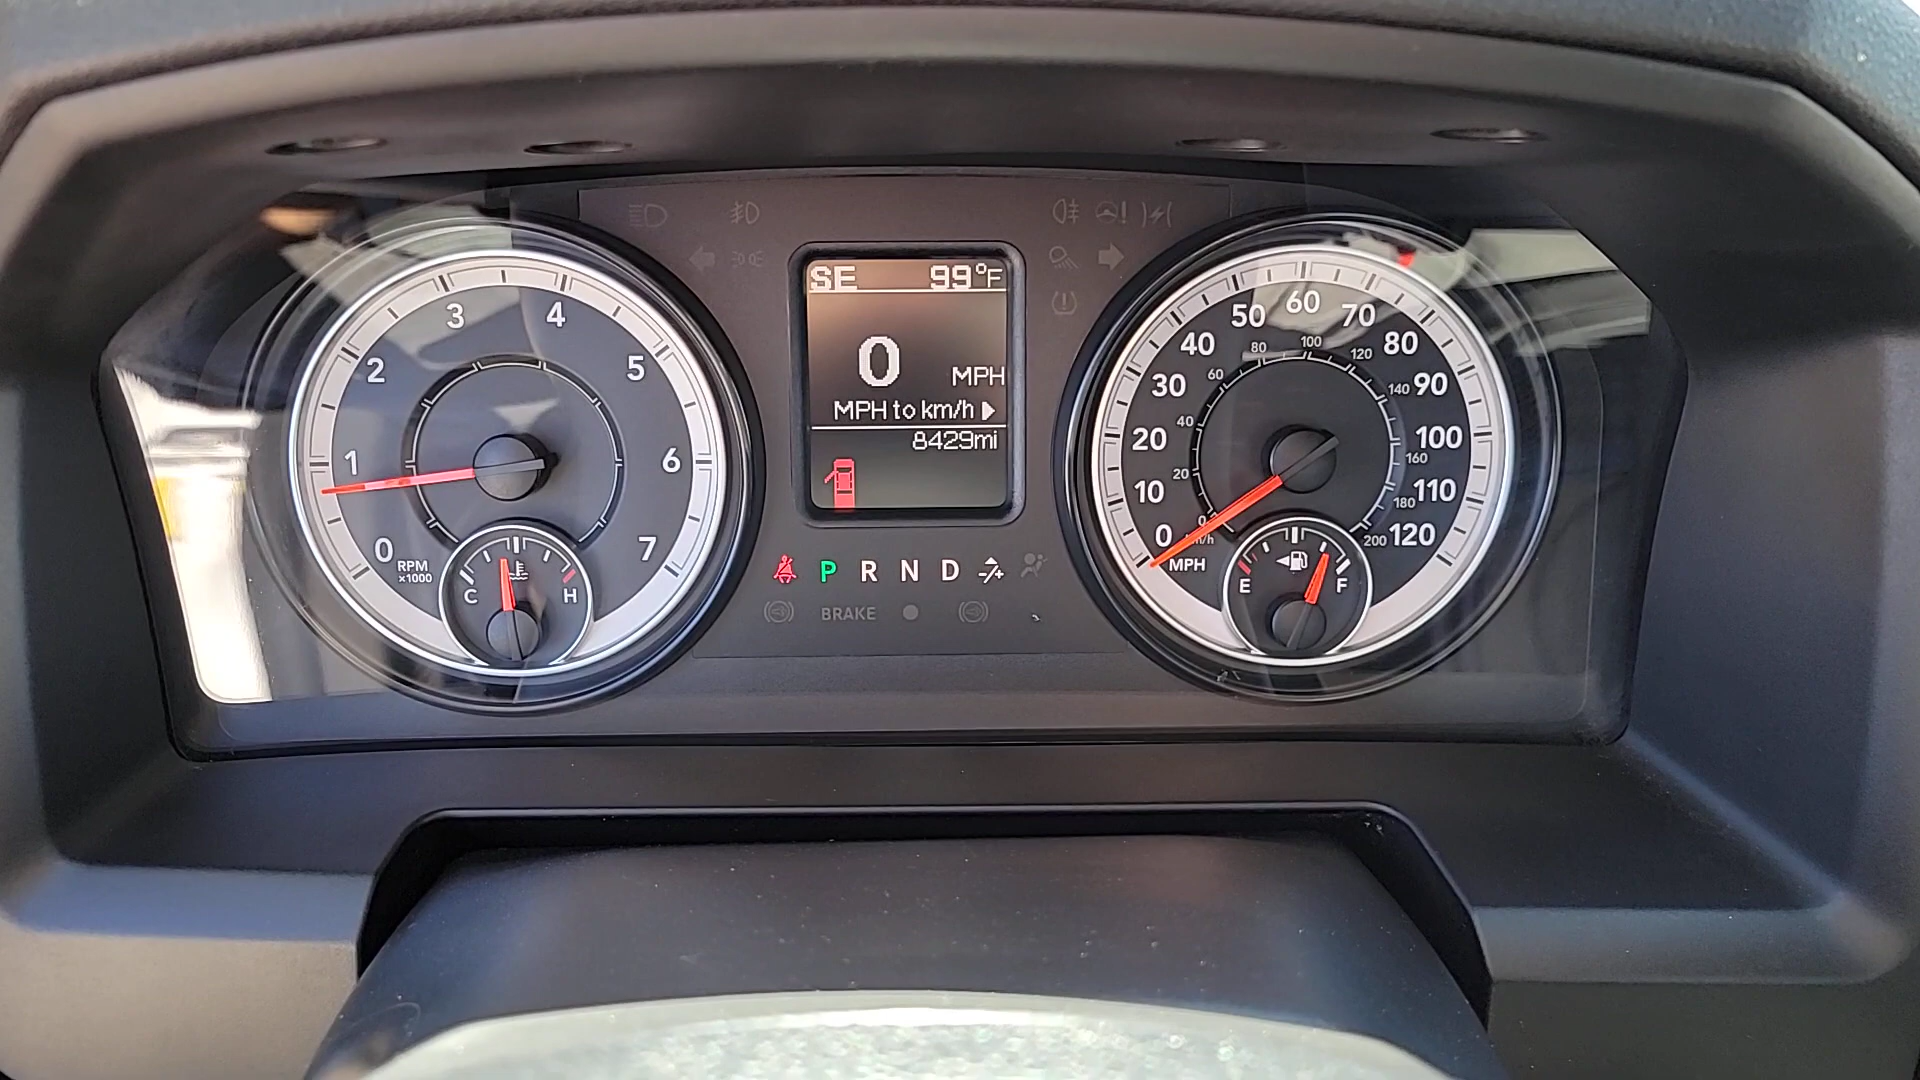 SE 99°F
0 MPH
MPH to km/h
8429mi
0 1 2 3 4 5 6 7
RPM
×1000
C H
P R N D -/+
BRAKE
0 10 20 30 40 50 60 70 80 90 100 110 120
MPH
0 20 40 60 80 100 120 140 160 180 200
km/h
E F